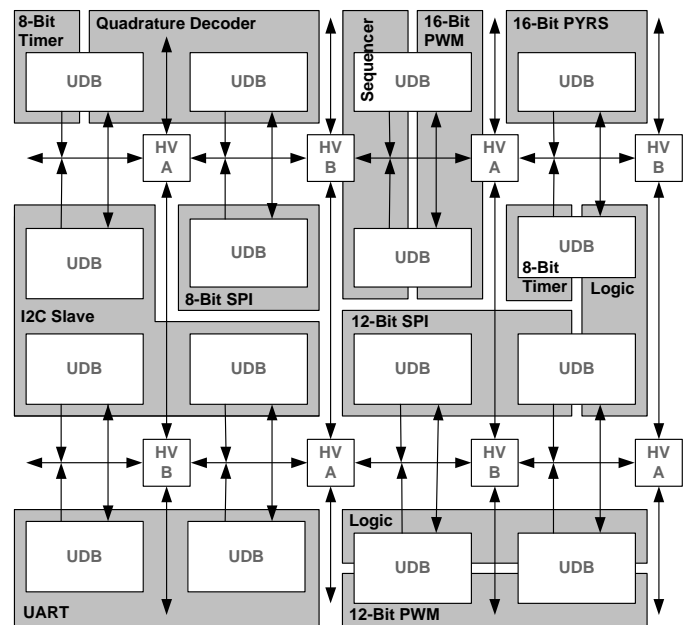 8-Bit
Timer
Quadrature Decoder
Sequencer
16-Bit
PWM
16-Bit PYRS
UDB
UDB
UDB
UDB
HV
A
HV
B
HV
A
HV
B
UDB
UDB
UDB
UDB
8-Bit SPI
8-Bit
Timer
Logic
I2C Slave
12-Bit SPI
UDB
UDB
UDB
UDB
HV
B
HV
A
HV
B
HV
A
Logic
UDB
UDB
UDB
UDB
UART
12-Bit PWM